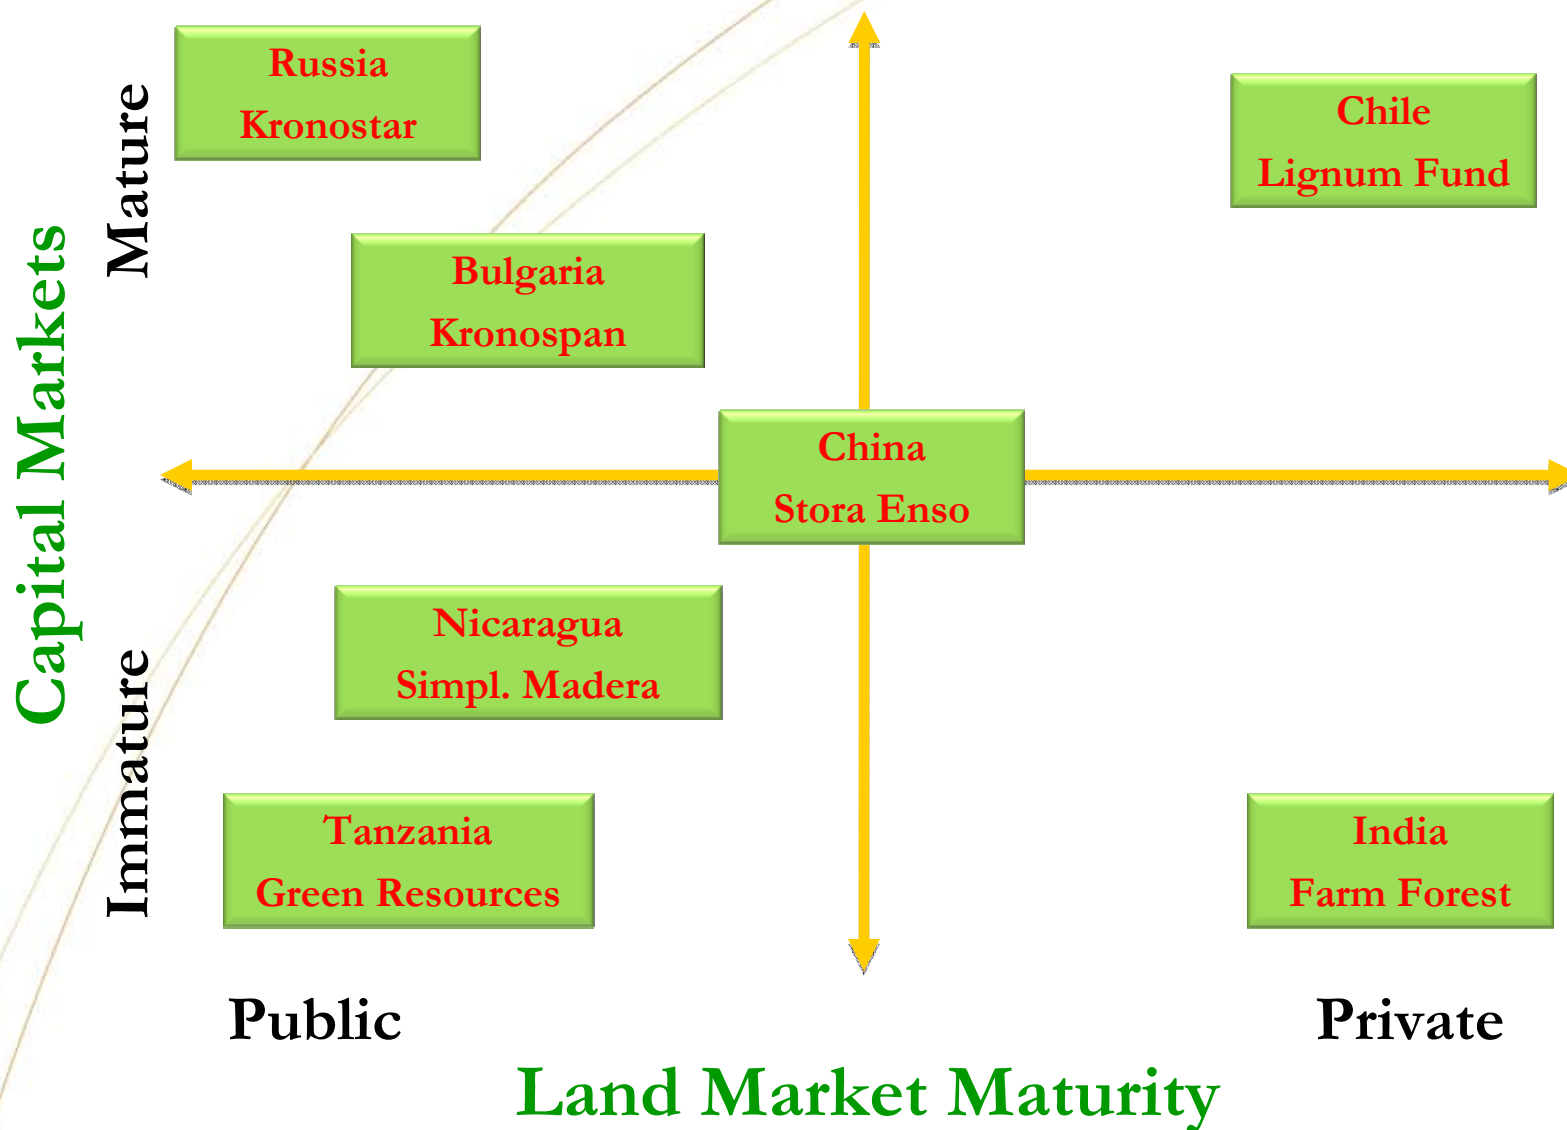 Capital Markets
Mature
Immature
Russia
Kronostar
Chile
Lignum Fund
Bulgaria
Kronospan
China
Stora Enso
Nicaragua
Simpl. Madera
Tanzania
Green Resources
India
Farm Forest
Public
Private
Land Market Maturity